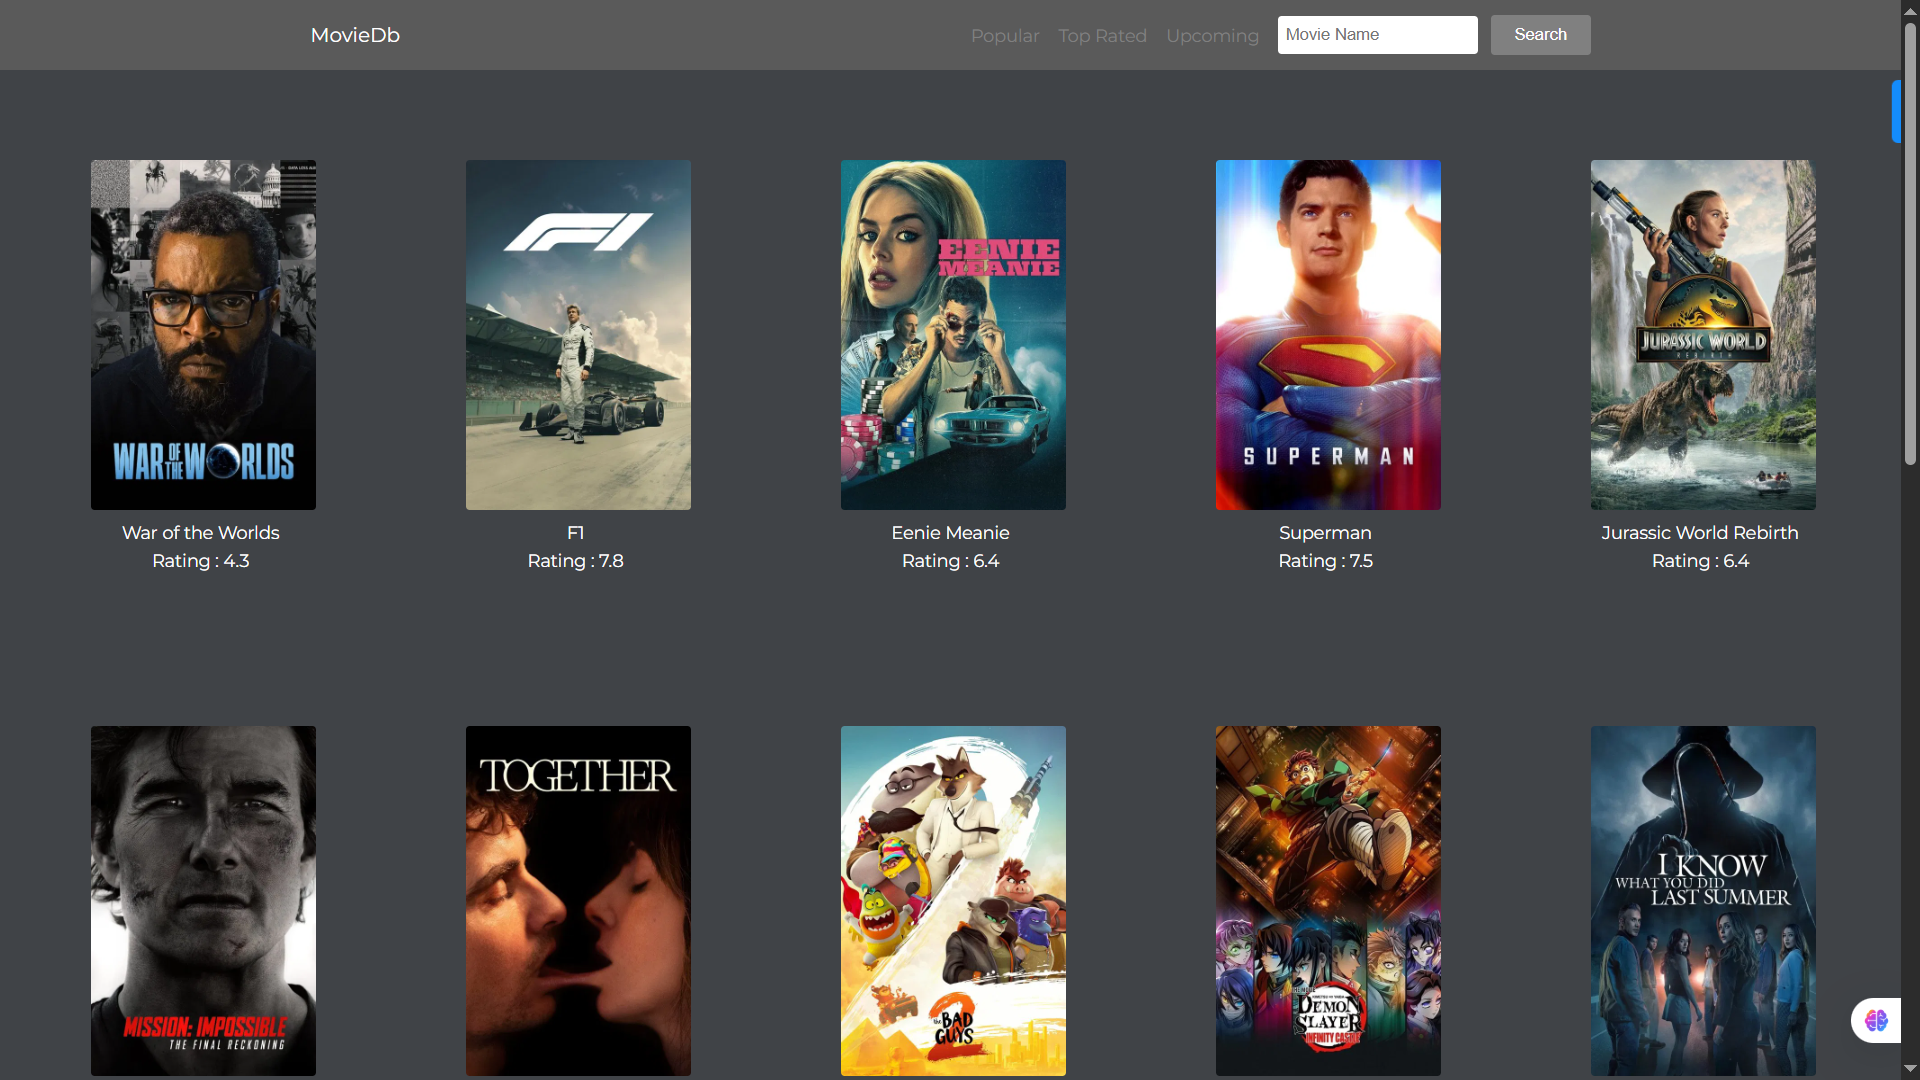 MovieDb
Popular
Top Rated
Upcoming
Movie Name
Search
WAR OF THE WORLDS
F1
EENIE
MEANIE
SUPERMAN
JURASSIC WORLD
REBIRTH
War of the Worlds
Rating : 4.3
F1
Rating : 7.8
Eenie Meanie
Rating : 6.4
Superman
Rating : 7.5
Jurassic World Rebirth
Rating : 6.4
MISSION: IMPOSSIBLE
THE FINAL RECKONING
TOGETHER
the BAD
GUYS
2
DEMON
SLAYER
INFINITY CASTLE
I KNOW
WHAT YOU DID
LAST SUMMER